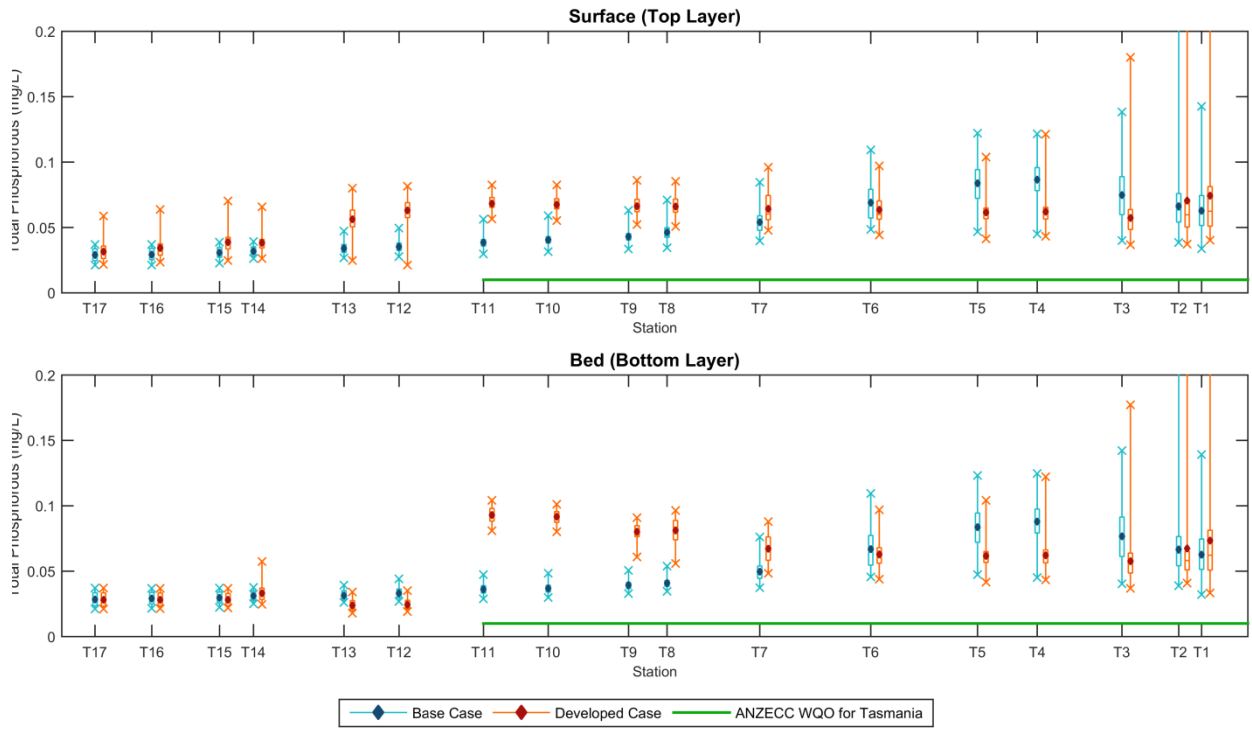 Surface (Top Layer)
Total Phosphorous (mg/L)
0.2
0.15
0.1
0.05
0
T17 T16 T15 T14 T13 T12 T11 T10 T9 T8 T7 T6 T5 T4 T3 T2 T1
Station
Bed (Bottom Layer)
Total Phosphorous (mg/L)
0.2
0.15
0.1
0.05
0
T17 T16 T15 T14 T13 T12 T11 T10 T9 T8 T7 T6 T5 T4 T3 T2 T1
Station
Base Case Developed Case ANZECC WQO for Tasmania